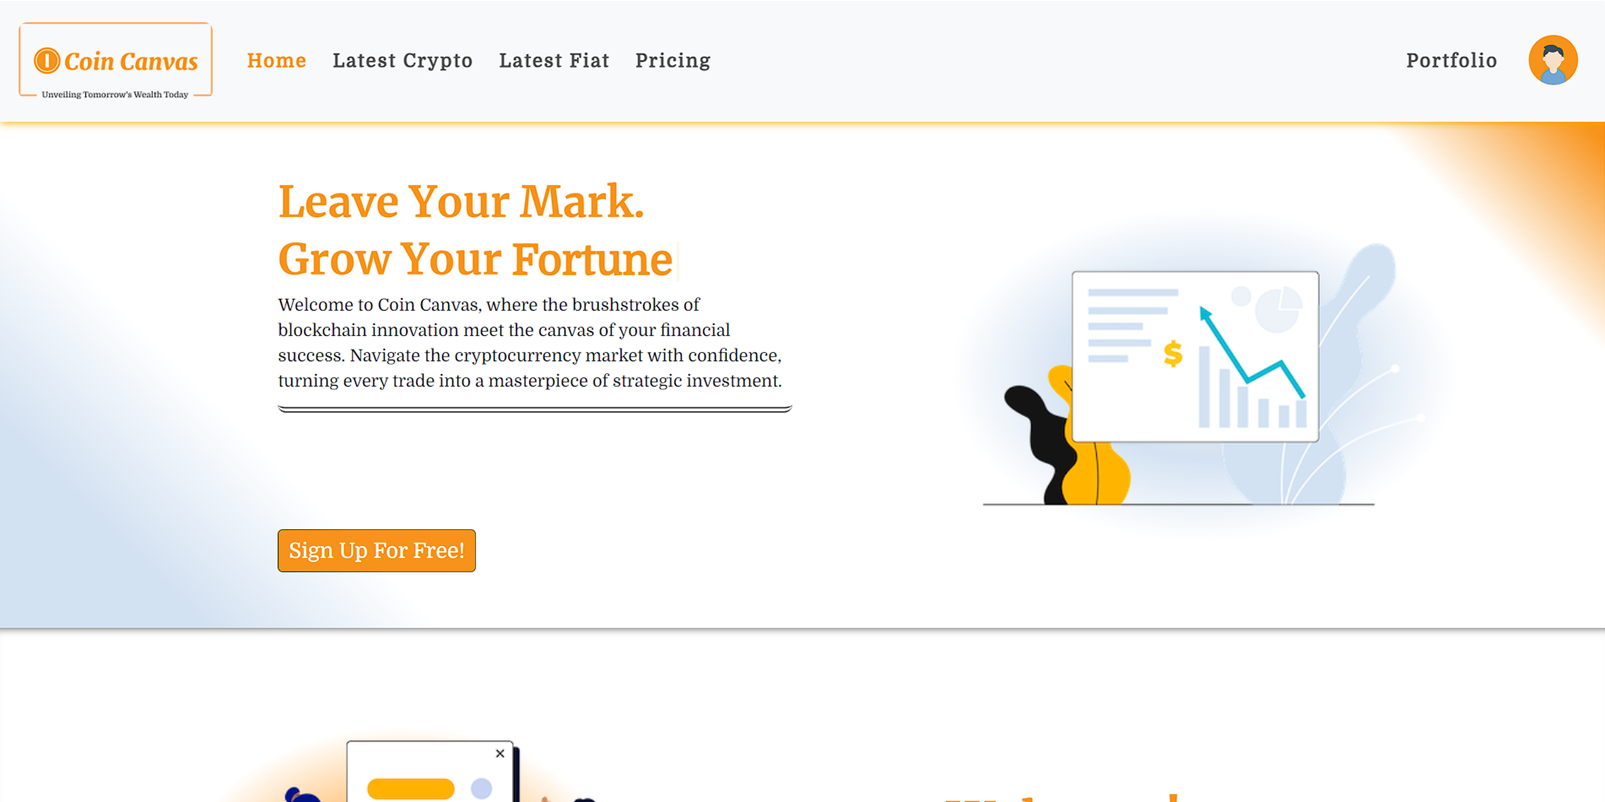 Coin Canvas
Unveiling Tomorrow's Wealth Today
Home Latest Crypto Latest Fiat Pricing Portfolio
Leave Your Mark.
Grow Your Fortune
Welcome to Coin Canvas, where the brushstrokes of
blockchain innovation meet the canvas of your financial
success. Navigate the cryptocurrency market with confidence,
turning every trade into a masterpiece of strategic investment.
$
Sign Up For Free!